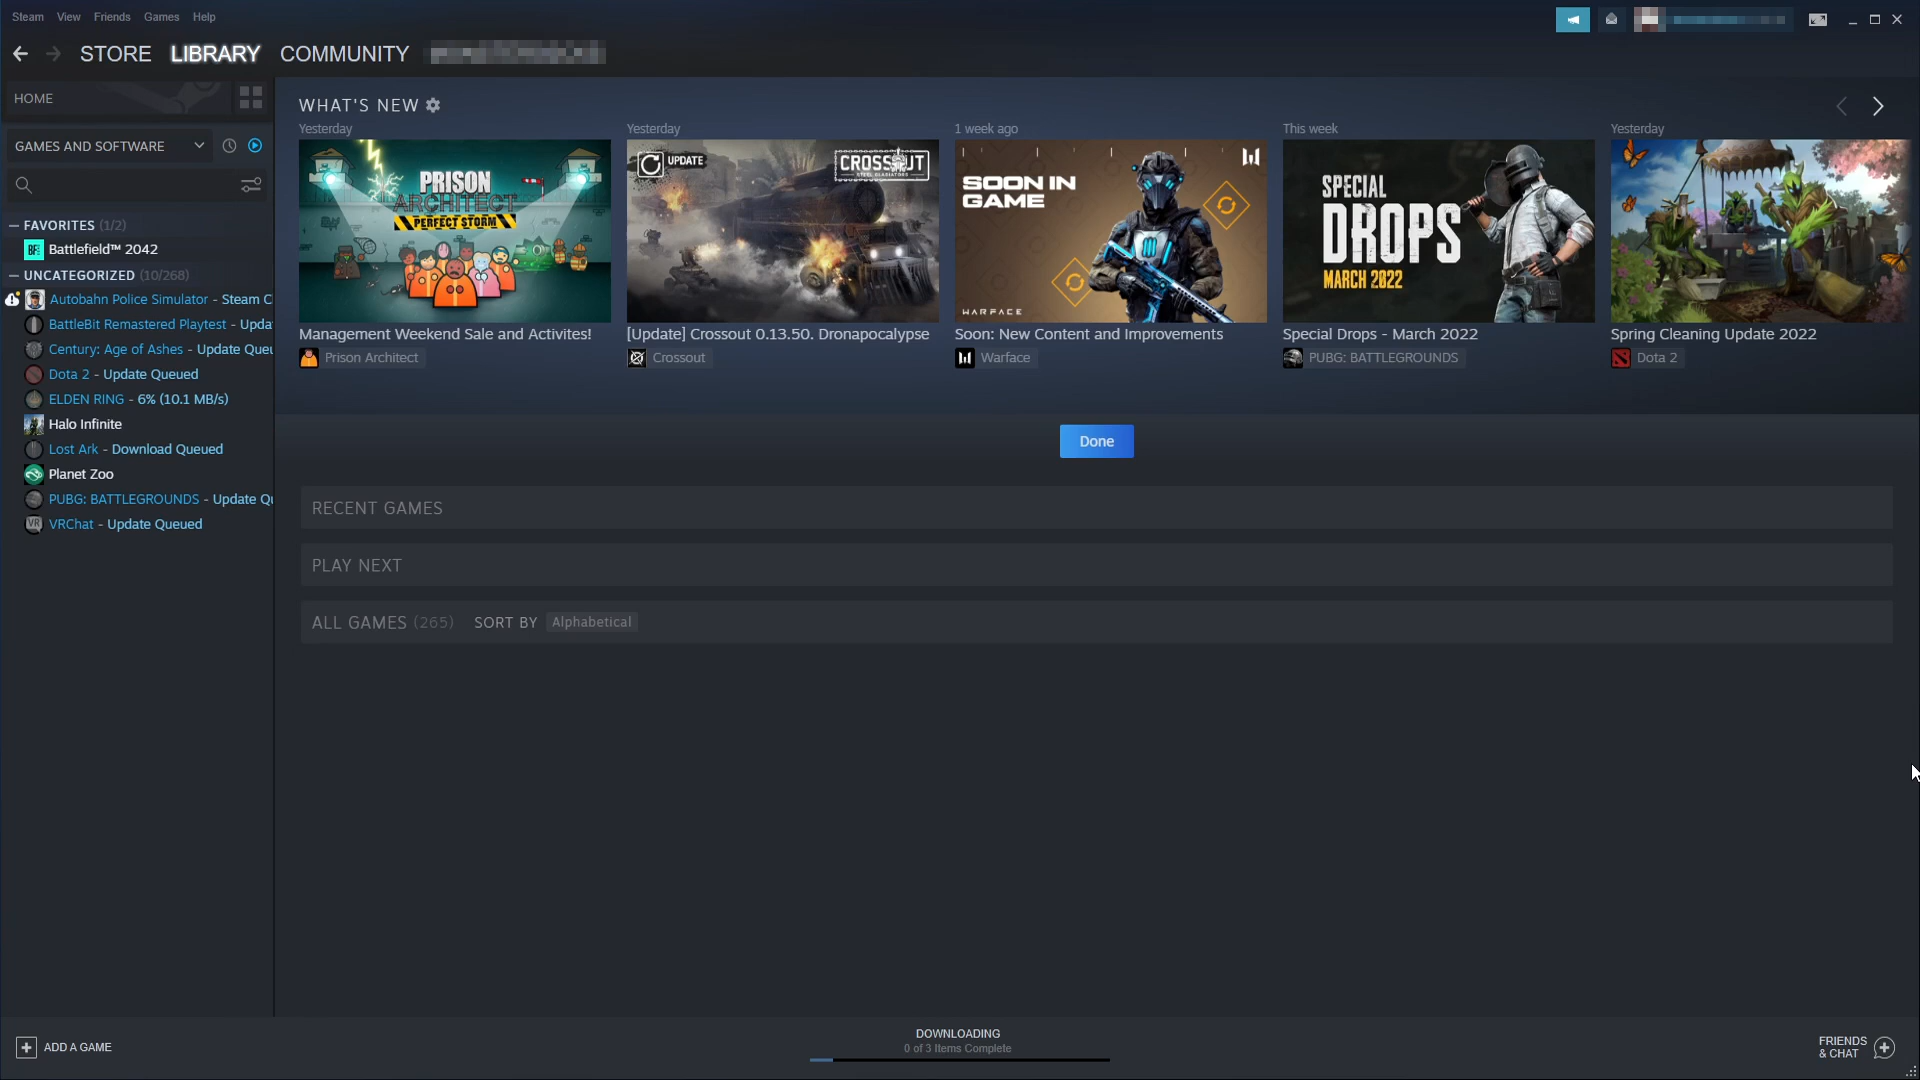 Steam View Friends Games Help
STORE LIBRARY COMMUNITY
HOME
GAMES AND SOFTWARE
— FAVORITES (1/2)
Battlefield™ 2042
— UNCATEGORIZED (10/268)
Autobahn Police Simulator - Steam C
BattleBit Remastered Playtest - Upda
Century: Age of Ashes - Update Queu
Dota 2 - Update Queued
ELDEN RING - 6% (10.1 MB/s)
Halo Infinite
Lost Ark - Download Queued
Planet Zoo
PUBG: BATTLEGROUNDS - Update Qu
VRChat - Update Queued
WHAT'S NEW
Yesterday
PRISON
ARCHITECT
PERFECT STORM
Management Weekend Sale and Activites!
Prison Architect
Yesterday
UPDATE
CROSSOUT
STEEL GLADIATORS
[Update] Crossout 0.13.50. Dronapocalypse
Crossout
1 week ago
SOON IN
GAME
WARFACE
Soon: New Content and Improvements
Warface
This week
SPECIAL
DROPS
MARCH 2022
Special Drops - March 2022
PUBG: BATTLEGROUNDS
Yesterday
Spring Cleaning Update 2022
Dota 2
Done
RECENT GAMES
PLAY NEXT
ALL GAMES (265) SORT BY Alphabetical
ADD A GAME
DOWNLOADING
0 of 3 Items Complete
FRIENDS
& CHAT